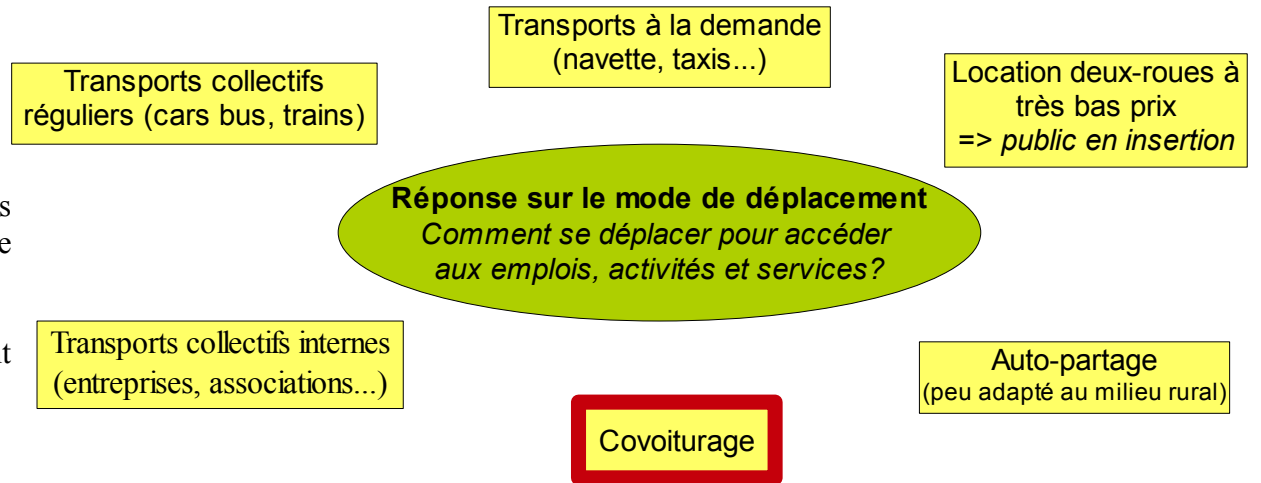 Transports à la demande
(navette, taxis...)
Transports collectifs
réguliers (cars bus, trains)
Location deux-roues à
très bas prix
=> public en insertion
Réponse sur le mode de déplacement
Comment se déplacer pour accéder
aux emplois, activités et services?
s
e
t
Transports collectifs internes
(entreprises, associations...)
Auto-partage
(peu adapté au milieu rural)
Covoiturage